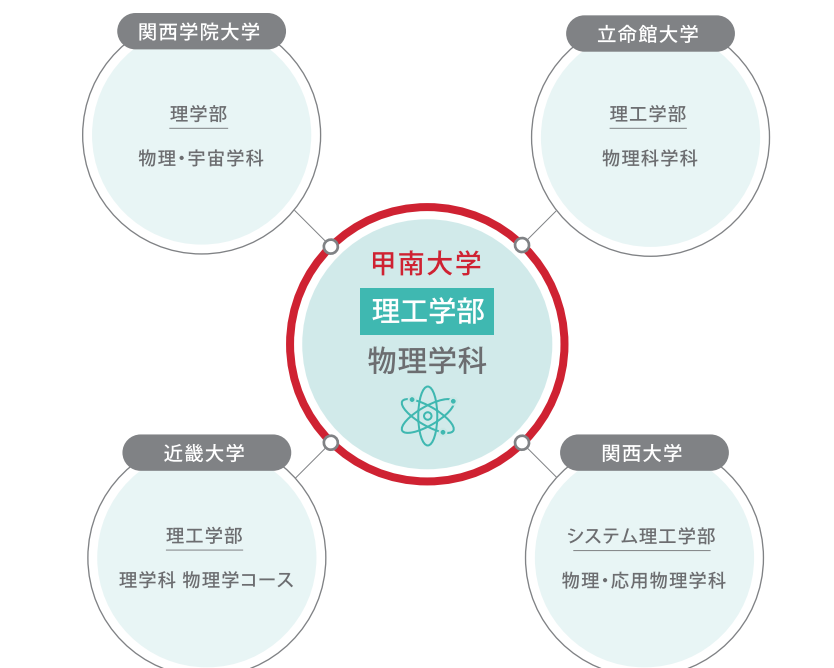 関西学院大学
理学部
物理・宇宙学科
立命館大学
理工学部
物理科学科
甲南大学
理工学部
物理学科
近畿大学
理工学部
理学科 物理学コース
関西大学
システム理工学部
物理・応用物理学科